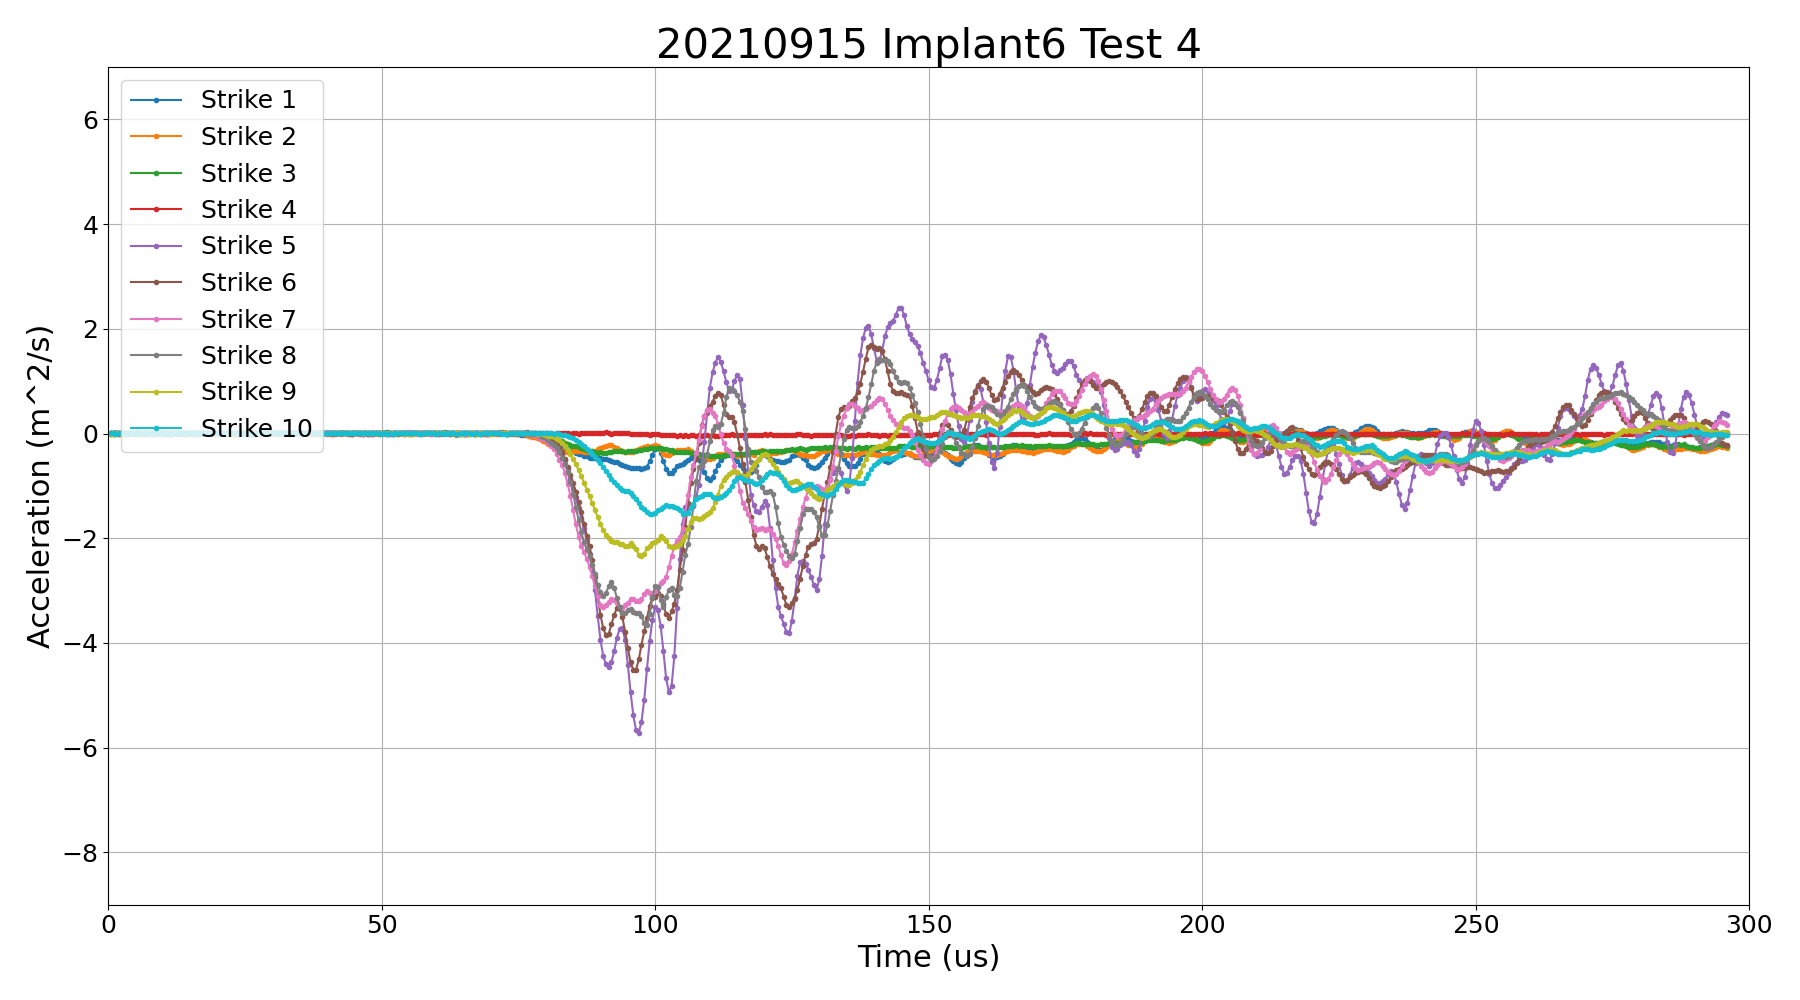 20210915 Implant6 Test 4
Strike 1
Strike 2
Strike 3
Strike 4
Strike 5
Strike 6
Strike 7
Strike 8
Strike 9
Strike 10
6
4
2
0
−2
−4
−6
−8
Acceleration (m^2/s)
0 50 100 150 200 250 300
Time (us)